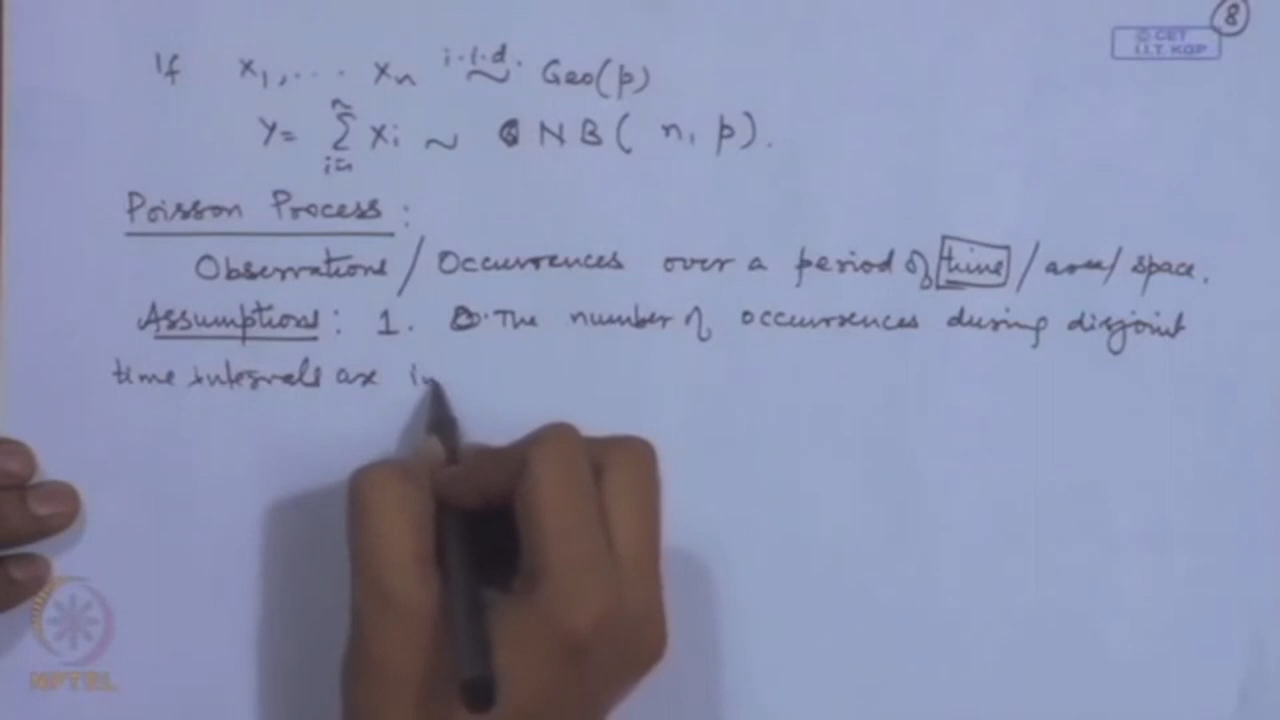 8
© CET
I.I.T. KGP
If X1, ... Xn i.i.d. ~ Geo(p)
Y = n Σ i=n Xi ~ NB ( n, p ).
Poisson Process :
Observations / Occurrences over a period of time / area / space.
Assumptions : 1. The number of occurrences during disjoint
time intervals are in
NPTEL